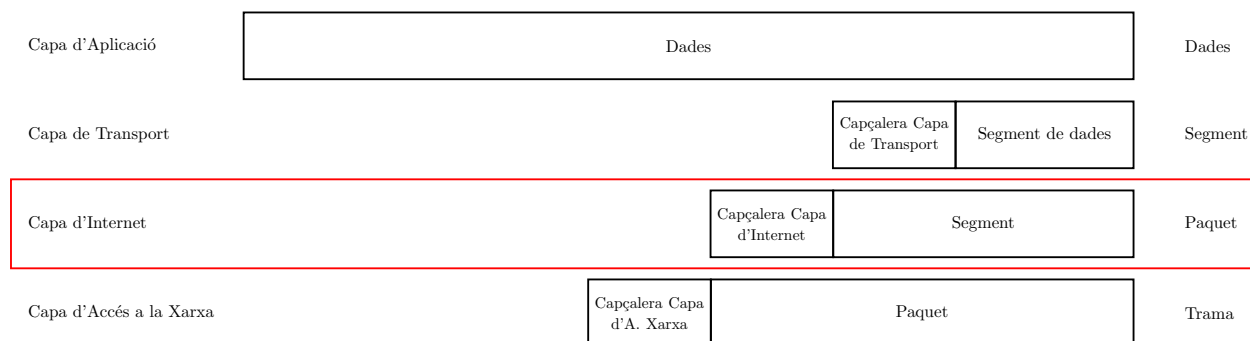 Capa d'Aplicació
Dades
Dades
Capa de Transport
Capçalera Capa
de Transport
Segment de dades
Segment
Capa d'Internet
Capçalera Capa
d'Internet
Segment
Paquet
Capa d'Accés a la Xarxa
Capçalera Capa
d'A. Xarxa
Paquet
Trama